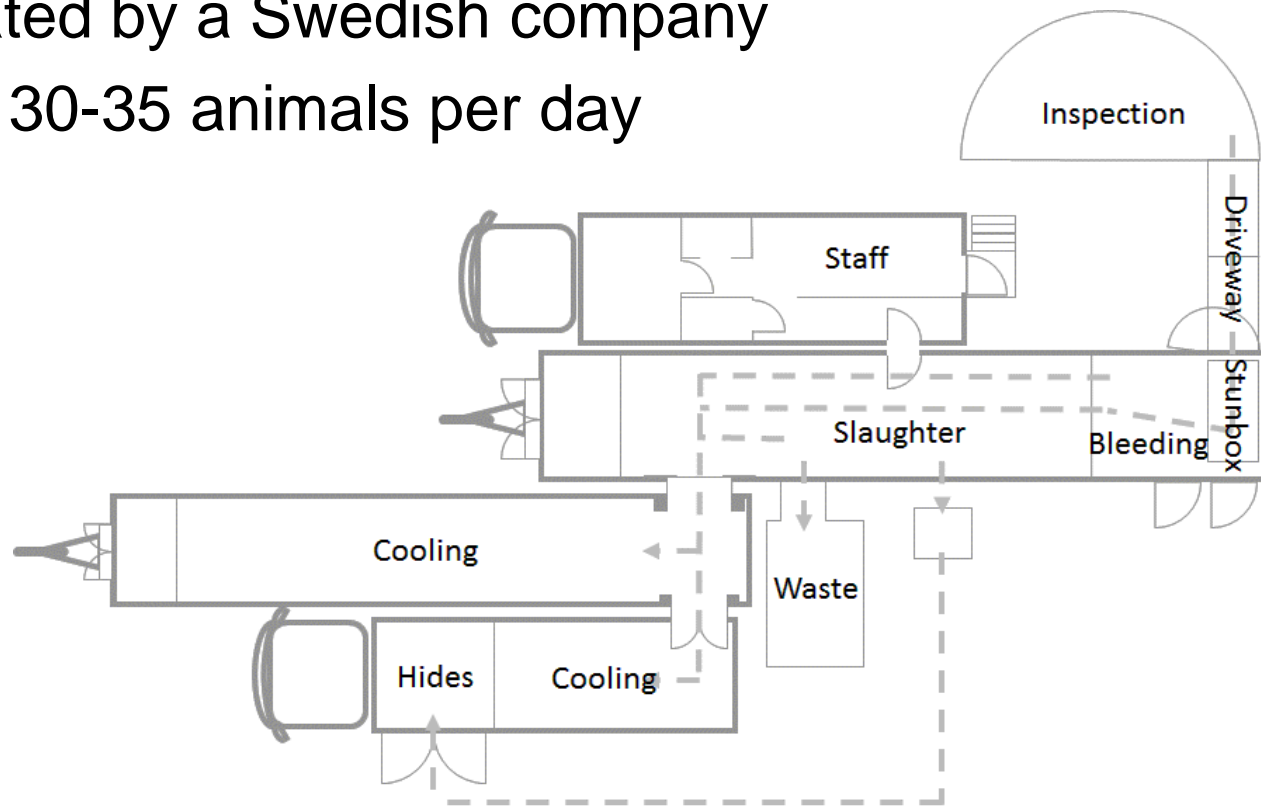 ted by a Swedish company
30-35 animals per day
Inspection
Driveway
Staff
Stunbox
Slaughter
Bleeding
Cooling
Waste
Hides
Cooling